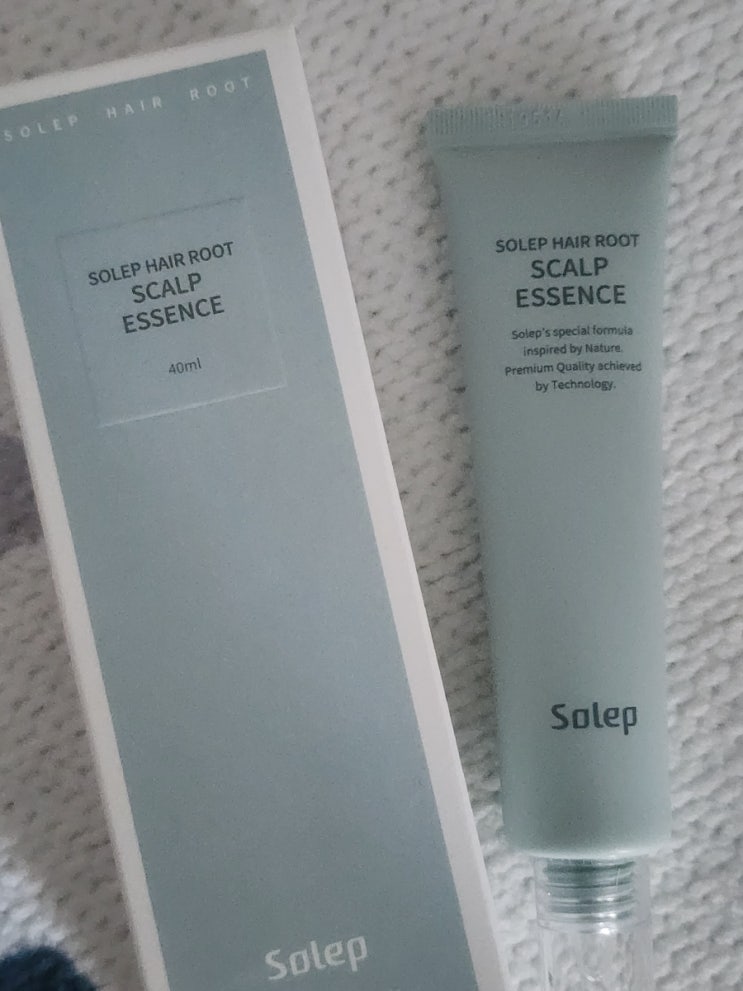 SOLEP HAIR ROOT
SOLEP HAIR ROOT
SCALP
ESSENCE
40ml
Solep
SOLEP HAIR ROOT
SCALP
ESSENCE
Solep's special formula
inspired by Nature.
Premium Quality achieved
by Technology.
Solep